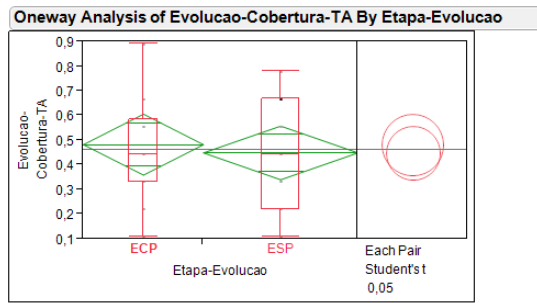 Oneway Analysis of Evolucao-Cobertura-TA By Etapa-Evolucao
0,9
0,8
0,7
0,6
0,5
0,4
0,3
0,2
0,1
Evolucao-
Cobertura-TA
ECP
ESP
Etapa-Evolucao
Each Pair
Student's t
0,05